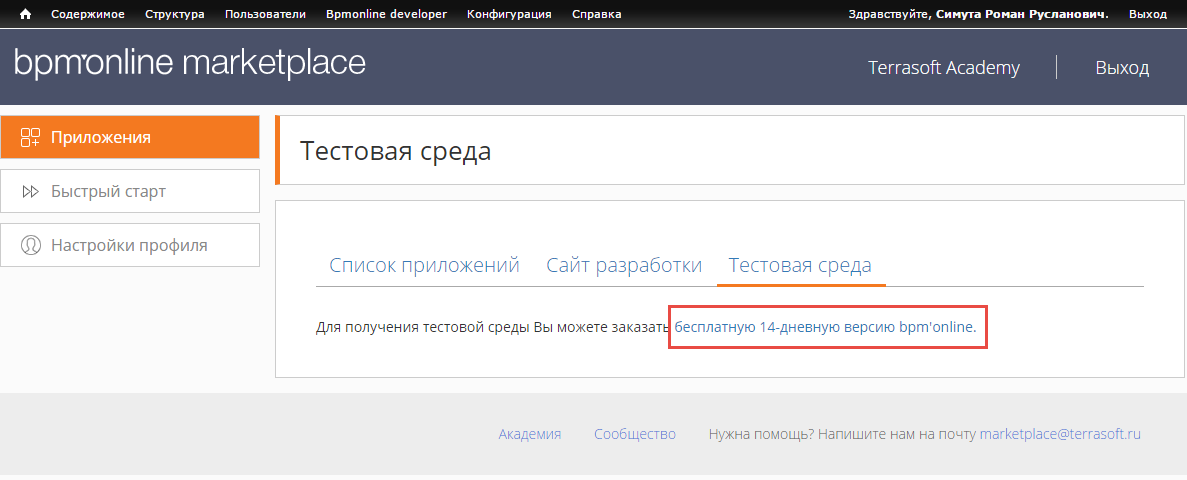 Содержимое Структура Пользователи Bpmonline developer Конфигурация Справка Здравствуйте, Симута Роман Русланович. Выход
bpm'online marketplace Terrasoft Academy Выход
Приложения
Быстрый старт
Настройки профиля
Тестовая среда
Список приложений Сайт разработки Тестовая среда
Для получения тестовой среды Вы можете заказать бесплатную 14-дневную версию bpm'online.
Академия Сообщество Нужна помощь? Напишите нам на почту marketplace@terrasoft.ru